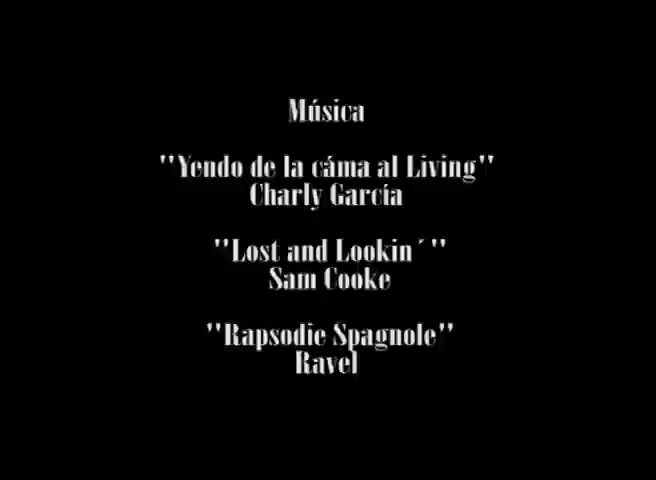 Música
"Yendo de la cáma al Living"
Charly García
"Lost and Lookin´"
Sam Cooke
"Rapsodie Spagnole"
Ravel